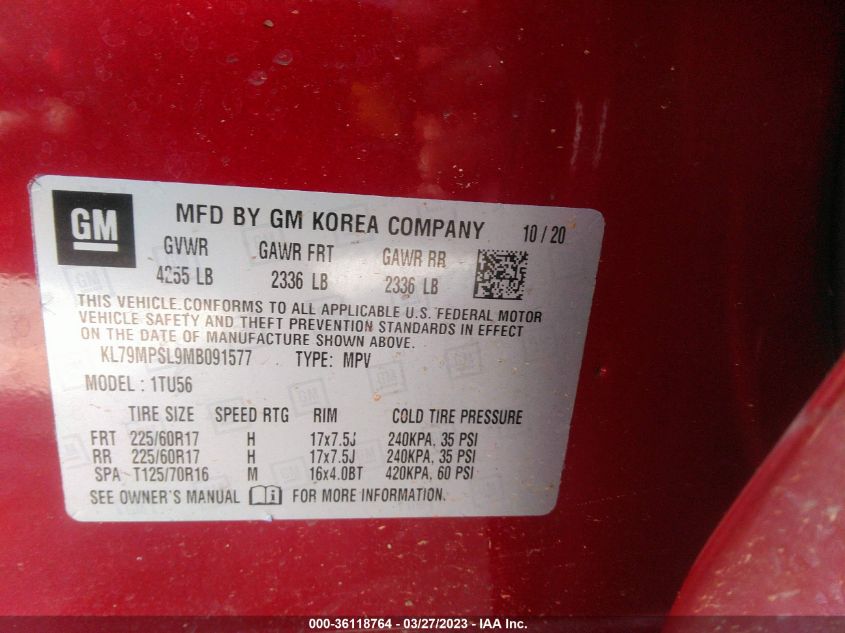 GM
MFD BY GM KOREA COMPANY 10 / 20
GVWR GAWR FRT GAWR RR
4255 LB 2336 LB 2336 LB
THIS VEHICLE CONFORMS TO ALL APPLICABLE U.S. FEDERAL MOTOR
VEHICLE SAFETY AND THEFT PREVENTION STANDARDS IN EFFECT
ON THE DATE OF MANUFACTURE SHOWN ABOVE.
KL79MPSL9MB091577 TYPE: MPV
MODEL : 1TU56
TIRE SIZE SPEED RTG RIM COLD TIRE PRESSURE
FRT 225/60R17 H 17x7.5J 240KPA, 35 PSI
RR 225/60R17 H 17x7.5J 240KPA, 35 PSI
SPA T125/70R16 M 16x4.0BT 420KPA, 60 PSI
SEE OWNER'S MANUAL FOR MORE INFORMATION.
000-36118764 — 03/27/2023 — IAA Inc.